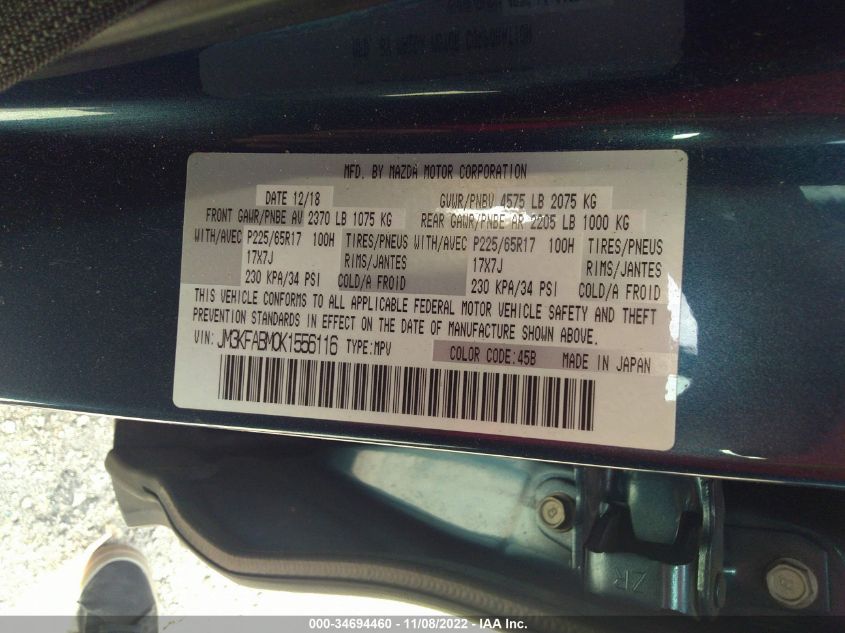 MFD. BY MAZDA MOTOR CORPORATION
DATE 12/18 GVWR/PNBV 4575 LB 2075 KG
FRONT GAWR/PNBE AV 2370 LB 1075 KG REAR GAWR/PNBE AR 2205 LB 1000 KG
WITH/AVEC P225/65R17 100H TIRES/PNEUS WITH/AVEC P225/65R17 100H TIRES/PNEUS
17X7J RIMS/JANTES 17X7J RIMS/JANTES
230 KPA/34 PSI COLD/A FROID 230 KPA/34 PSI COLD/A FROID
THIS VEHICLE CONFORMS TO ALL APPLICABLE FEDERAL MOTOR VEHICLE SAFETY AND THEFT
PREVENTION STANDARDS IN EFFECT ON THE DATE OF MANUFACTURE SHOWN ABOVE.
VIN: JM3KFABM0K1556116 TYPE:MPV COLOR CODE:45B MADE IN JAPAN
ZR
000-34694460 - 11/08/2022 - IAA Inc.